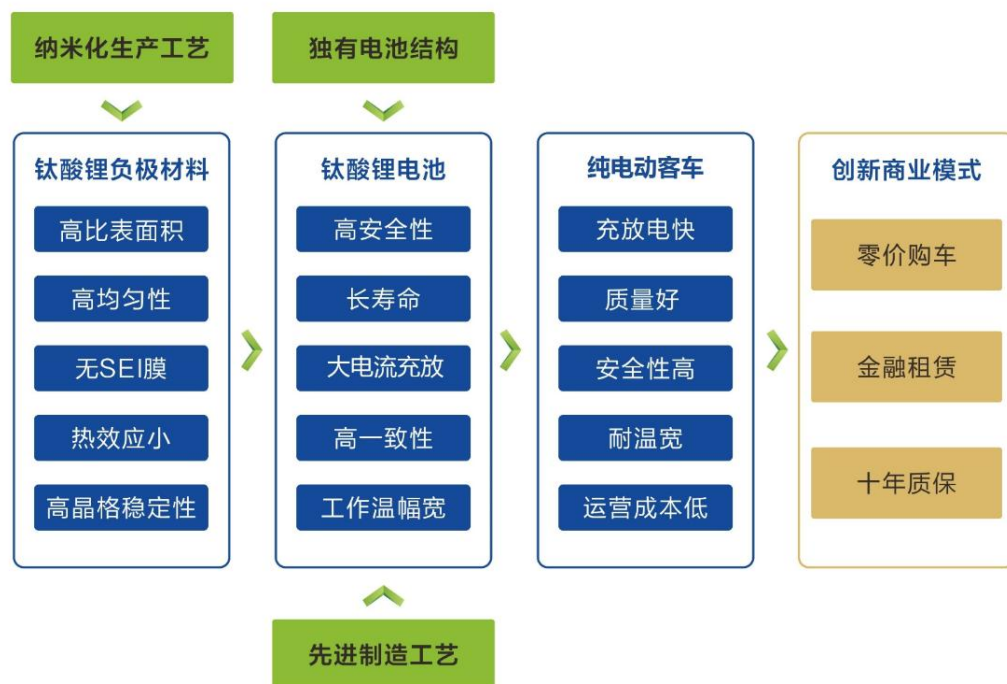 纳米化生产工艺
独有电池结构
钛酸锂负极材料
高比表面积
高均匀性
无SEI膜
热效应小
高晶格稳定性
钛酸锂电池
高安全性
长寿命
大电流充放
高一致性
工作温幅宽
先进制造工艺
纯电动客车
充放电快
质量好
安全性高
耐温宽
运营成本低
创新商业模式
零价购车
金融租赁
十年质保